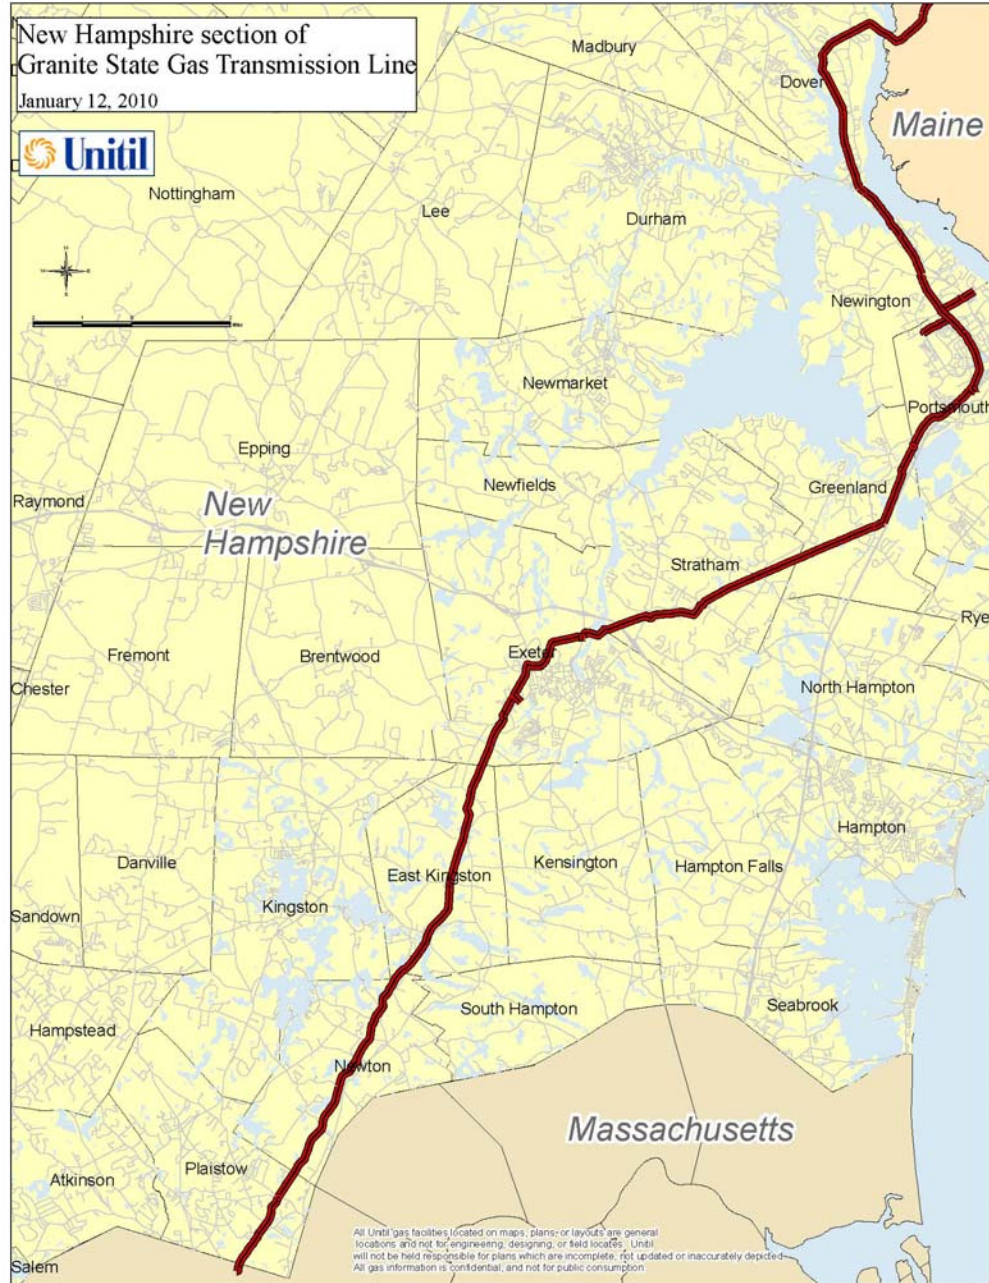 New Hampshire section of
Granite State Gas Transmission Line
January 12, 2010
Unitil
Madbury
Dover
Maine
Nottingham
Lee
Durham
Newington
Newmarket
Portsmouth
Epping
Newfields
Greenland
Raymond
New
Hampshire
Stratham
Rye
Fremont
Brentwood
Exeter
Chester
North Hampton
Hampton
Danville
East Kingston
Kensington
Hampton Falls
Kingston
Sandown
South Hampton
Seabrook
Hampstead
Newton
Massachusetts
Plaistow
Atkinson
Salem
All Unitil gas facilities located on maps, plans, or layouts are general
locations and not for engineering, designing, or field locates. Unitil
will not be held responsible for plans which are incomplete, not updated or inaccurately depicted
All gas information is confidential, and not for public consumption.